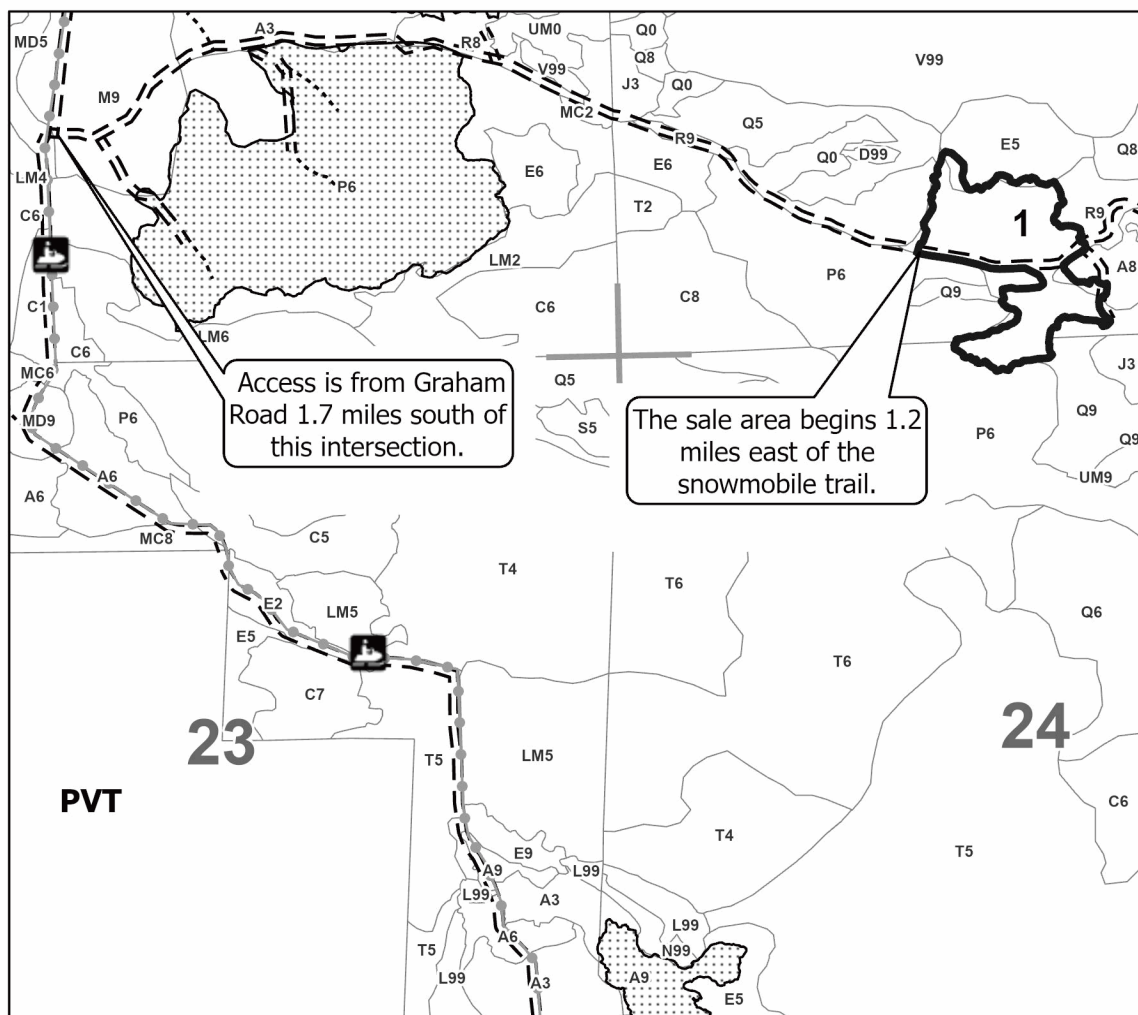 MD5
A3
UM0
Q0
R8
Q8
V99
V99
M9
J3
Q0
MC2
Q5
R9
E5
Q8
Q0
D99
LM4
P6
E6
E6
C6
T2
R9
1
LM2
A8
P6
C1
C6
C8
Q9
LM6
C6
MC6
Access is from Graham
Road 1.7 miles south of
this intersection.
Q5
J3
MD9
P6
S5
The sale area begins 1.2
miles east of the
snowmobile trail.
P6
Q9
Q9
A6
A6
UM9
MC8
C5
T4
T6
E2
LM5
Q6
E5
T6
C7
23
24
T5
LM5
PVT
C6
T4
E9
T5
A9
L99
L99
A3
L99
A6
T5
N99
L99
A3
A9
E5